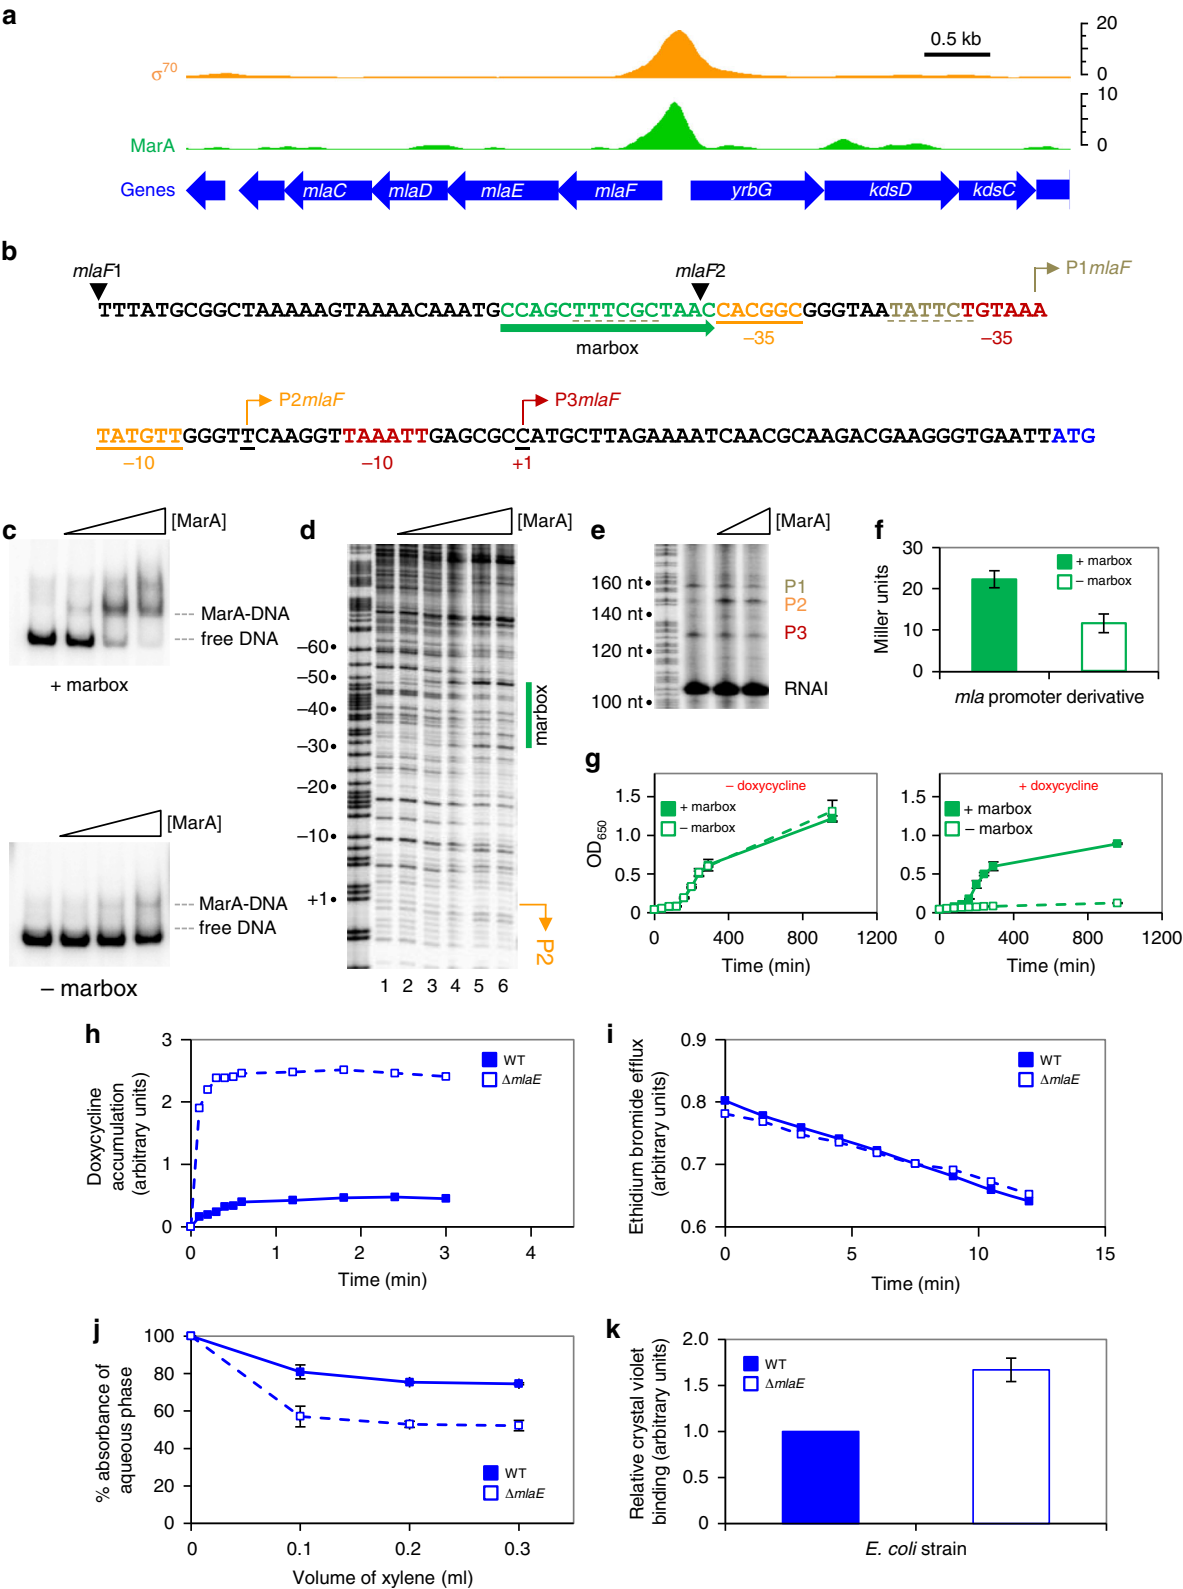 a
20
0.5 kb
σ70
0
10
MarA
0
Genes
mlaC
mlaD
mlaE
mlaF
yrbG
kdsD
kdsC
b
mlaF1
mlaF2
P1mlaF
TTTATGCGGCTAAAAAGTAAAACAAATGCCAGCTTTCGCTAACCACGGCGGGTAATATTCTGTAAA
marbox
–35
–35
P2mlaF
P3mlaF
TATGTTGGGTTCAAGGTTAAATTGAGCGCCATGCTTAGAAAATCAACGCAAGACGAAGGGTGAATTATG
–10
–10
+1
c
[MarA]
MarA-DNA
free DNA
+ marbox
[MarA]
MarA-DNA
free DNA
– marbox
d
[MarA]
–60
–50
–40
–30
–20
–10
+1
marbox
P2
1 2 3 4 5 6
e
[MarA]
160 nt
140 nt
120 nt
100 nt
P1
P2
P3
RNAI
f
30
20
10
0
Miller units
+ marbox
– marbox
mla promoter derivative
g
– doxycycline
+ marbox
– marbox
1.5
1.0
0.5
0
OD650
0 400 800 1200
Time (min)
+ doxycycline
+ marbox
– marbox
1.5
1.0
0.5
0
0 400 800 1200
Time (min)
h
3
2
1
0
Doxycycline
accumulation
(arbitrary units)
WT
ΔmlaE
0 1 2 3 4
Time (min)
i
0.9
0.8
0.7
0.6
Ethidium bromide efflux
(arbitrary units)
WT
ΔmlaE
0 5 10 15
Time (min)
j
100
80
60
40
20
0
% absorbance of
aqueous phase
WT
ΔmlaE
0 0.1 0.2 0.3
Volume of xylene (ml)
k
2.0
1.5
1.0
0.5
0
Relative crystal violet
binding (arbitrary units)
WT
ΔmlaE
E. coli strain